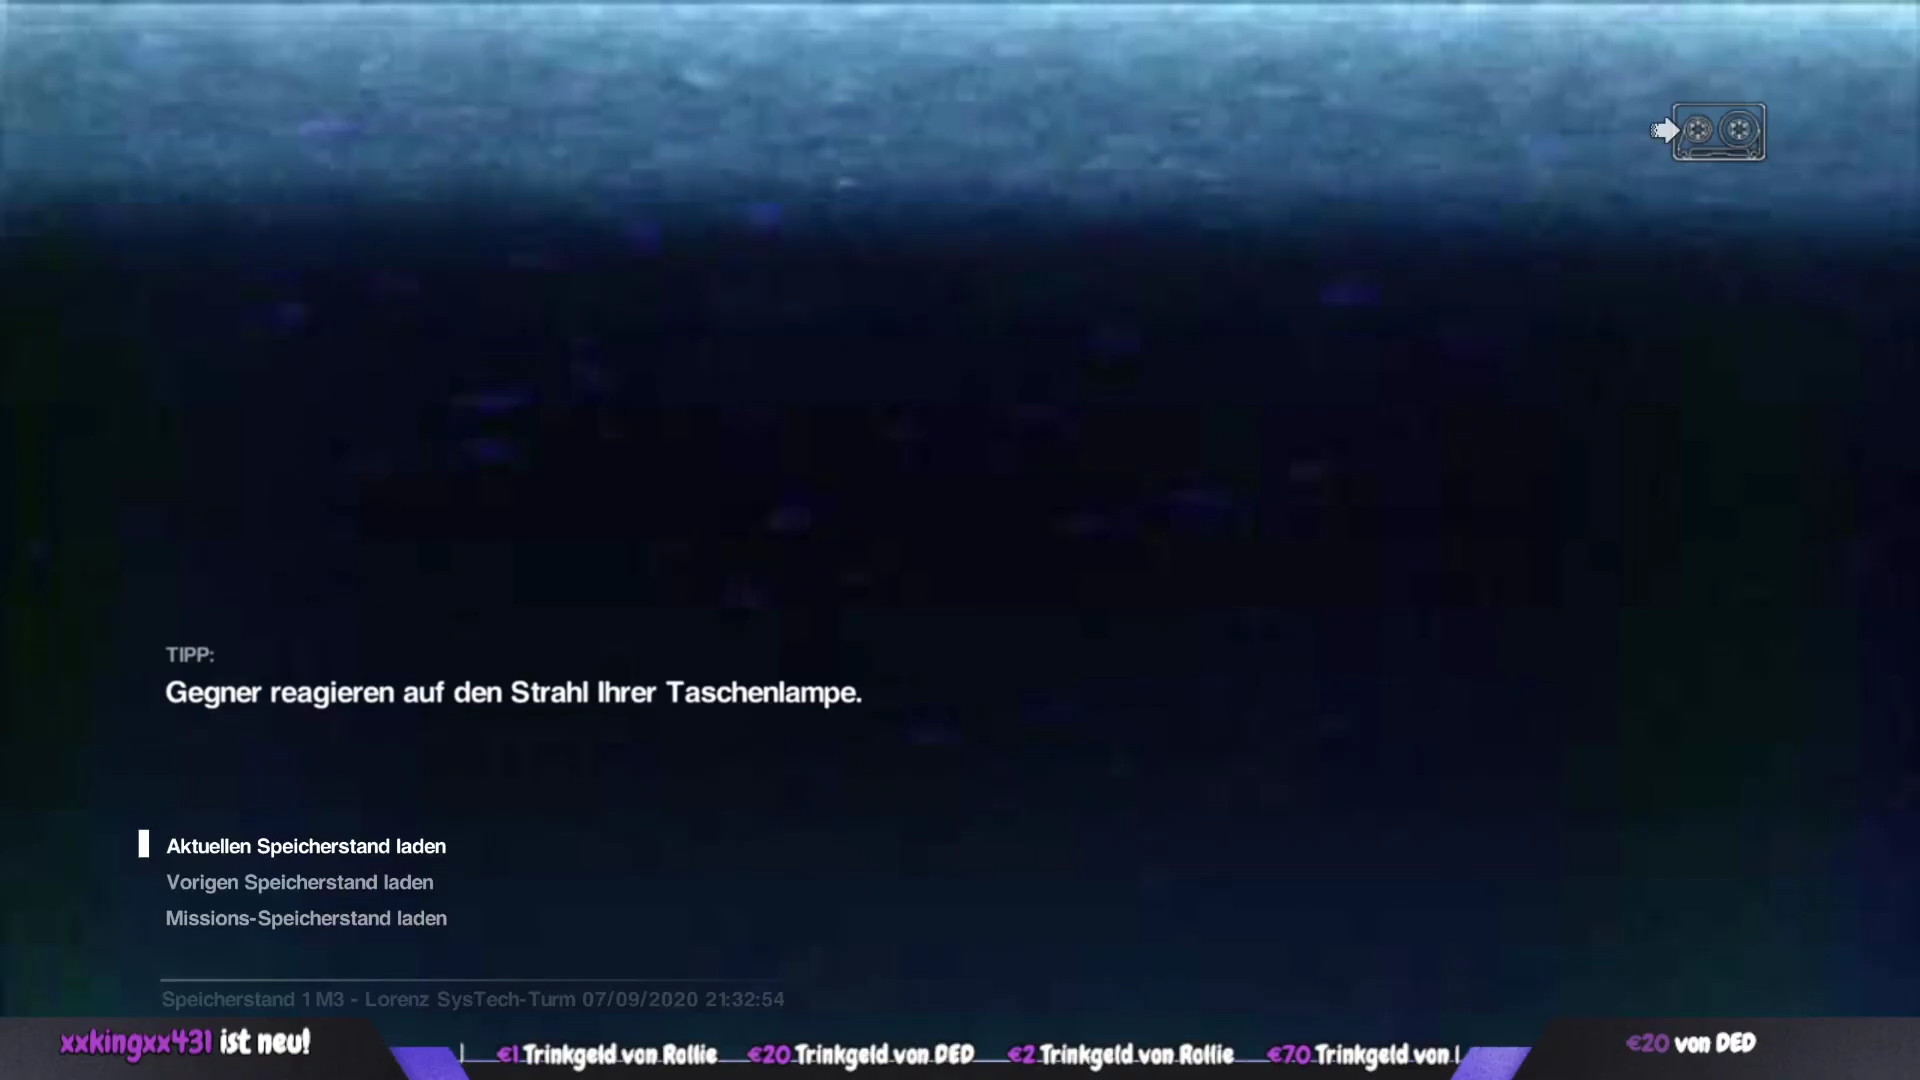 TIPP:
Gegner reagieren auf den Strahl Ihrer Taschenlampe.
Aktuellen Speicherstand laden
Vorigen Speicherstand laden
Missions-Speicherstand laden
Speicherstand 1 M3 - Lorenz SysTech-Turm 07/09/2020 21:32:54
xxkingxx431 ist neu!
€1 Trinkgeld von Rollie €20 Trinkgeld von DED €2 Trinkgeld von Rollie €70 Trinkgeld von
€20 von DED